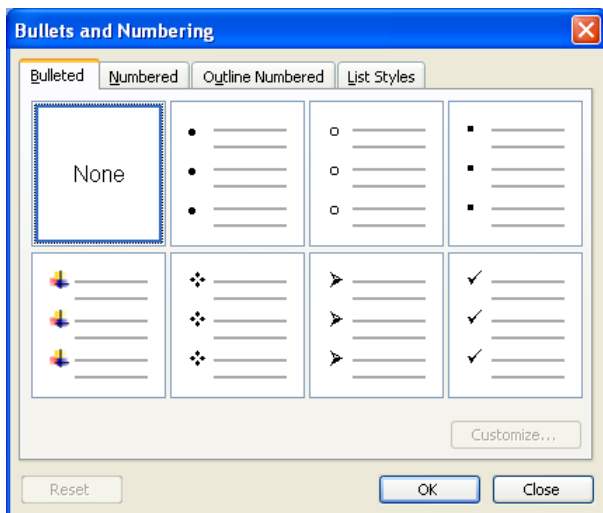 Bullets and Numbering
Bulleted Numbered Outline Numbered List Styles
None
Customize...
Reset OK Close